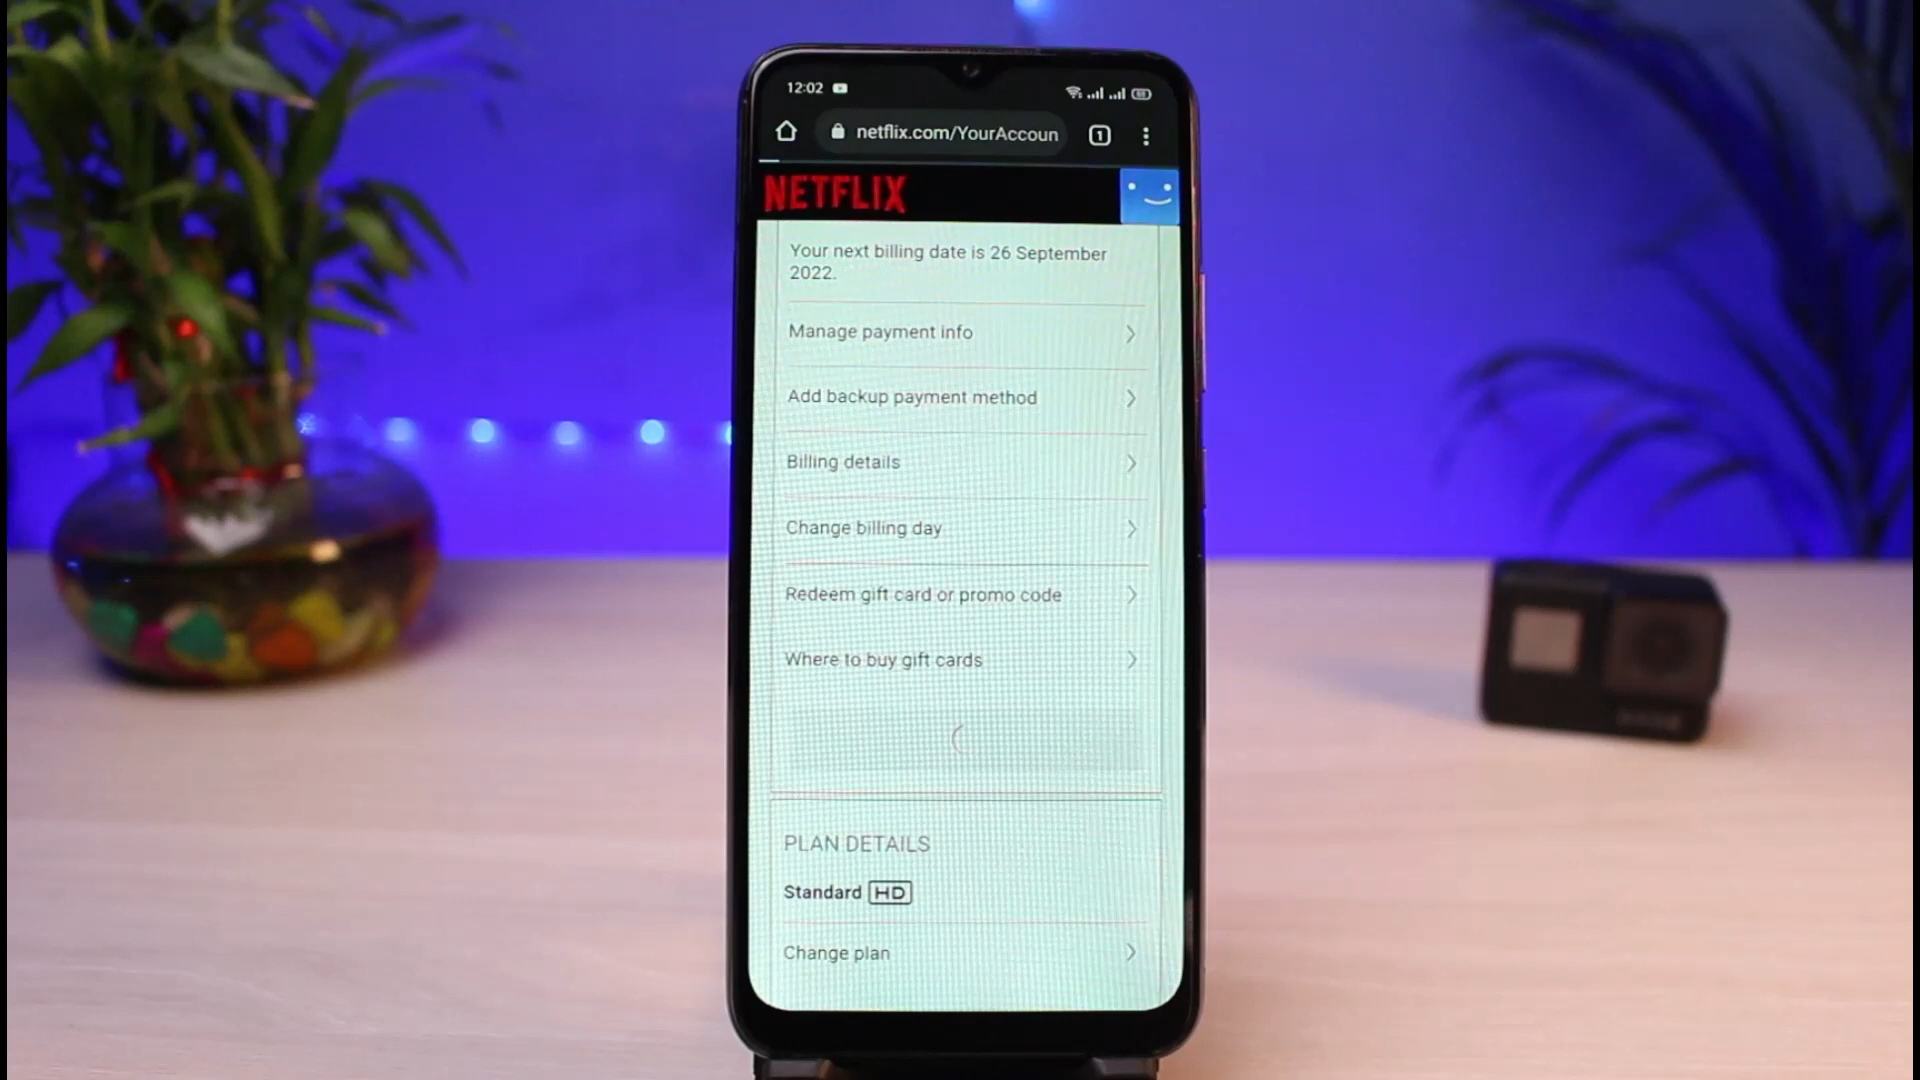 12:02
netflix.com/YourAccoun
1
NETFLIX
Your next billing date is 26 September
2022.
Manage payment info
Add backup payment method
Billing details
Change billing day
Redeem gift card or promo code
Where to buy gift cards
PLAN DETAILS
Standard HD
Change plan